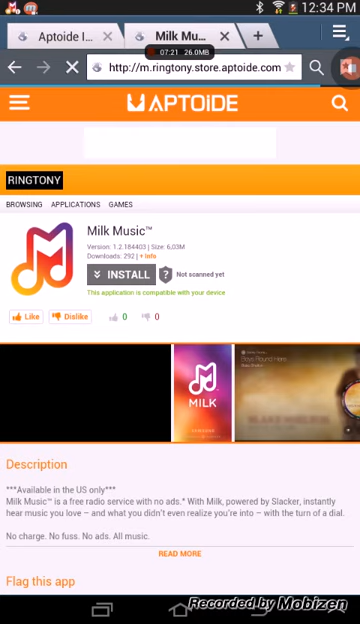 12:34 PM
Aptoide I...
Milk Mu...
07:21 26.0MB
http://m.ringtony.store.aptoide.com
APTOIDE
RINGTONY
BROWSING APPLICATIONS GAMES
Milk Music™
Version: 1.2.184403 | Size: 6,03M
Downloads: 292 | + Info
INSTALL
Not scanned yet
This application is compatible with your device
Like
Dislike
0
0
MILK
Description
***Available in the US only***
Milk Music™ is a free radio service with no ads.* With Milk, powered by Slacker, instantly
hear music you love – and what you didn't even realize you're into – with the turn of a dial.
No charge. No fuss. No ads. All music.
READ MORE
Flag this app
Recorded by Mobizen